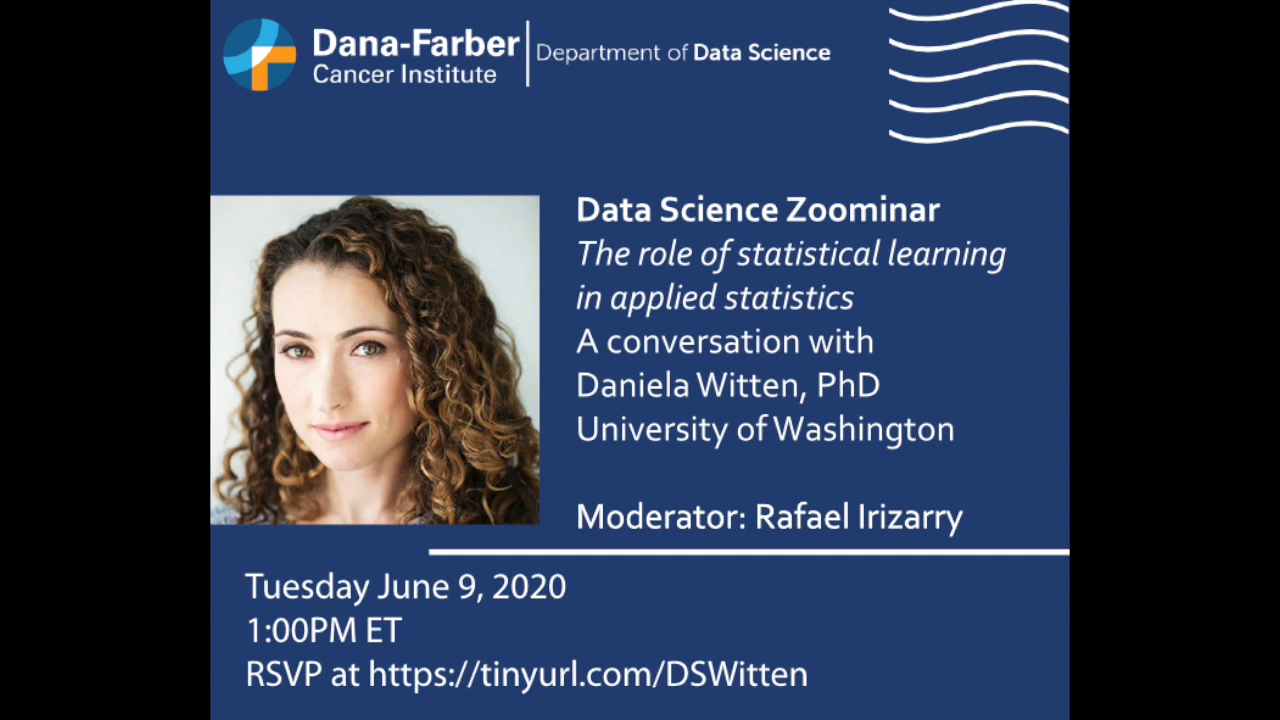 Dana-Farber
Cancer Institute
Department of Data Science
Data Science Zoominar
The role of statistical learning
in applied statistics
A conversation with
Daniela Witten, PhD
University of Washington
Moderator: Rafael Irizarry
Tuesday June 9, 2020
1:00PM ET
RSVP at https://tinyurl.com/DSWitten